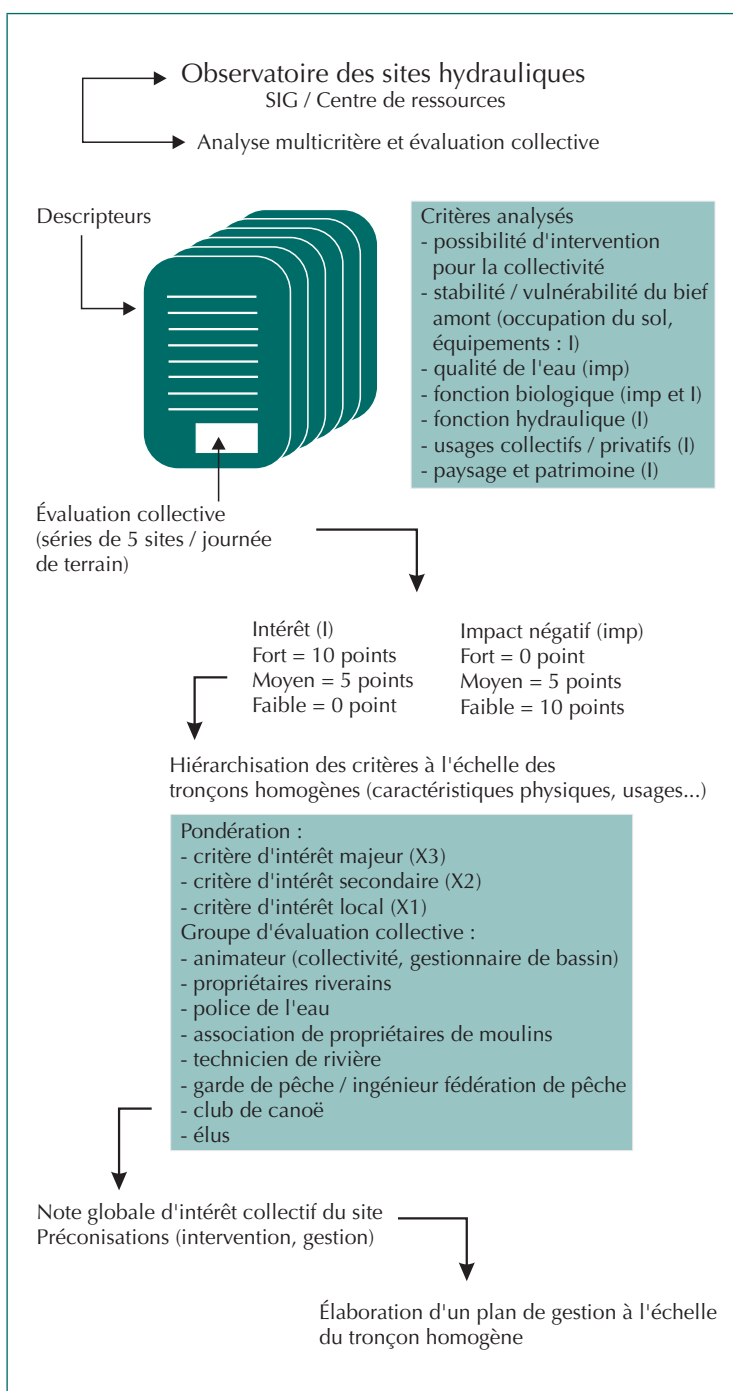 Observatoire des sites hydrauliques
SIG / Centre de ressources
Analyse multicritère et évaluation collective
Descripteurs
Critères analysés
- possibilité d'intervention
pour la collectivité
- stabilité / vulnérabilité du bief
amont (occupation du sol,
équipements : I)
- qualité de l'eau (imp)
- fonction biologique (imp et I)
- fonction hydraulique (I)
- usages collectifs / privatifs (I)
- paysage et patrimoine (I)
Évaluation collective
(séries de 5 sites / journée
de terrain)
Intérêt (I)
Fort = 10 points
Moyen = 5 points
Faible = 0 point
Impact négatif (imp)
Fort = 0 point
Moyen = 5 points
Faible = 10 points
Hiérarchisation des critères à l'échelle des
tronçons homogènes (caractéristiques physiques, usages...)
Pondération :
- critère d'intérêt majeur (X3)
- critère d'intérêt secondaire (X2)
- critère d'intérêt local (X1)
Groupe d'évaluation collective :
- animateur (collectivité, gestionnaire de bassin)
- propriétaires riverains
- police de l'eau
- association de propriétaires de moulins
- technicien de rivière
- garde de pêche / ingénieur fédération de pêche
- club de canoë
- élus
Note globale d'intérêt collectif du site
Préconisations (intervention, gestion)
Élaboration d'un plan de gestion à l'échelle
du tronçon homogène